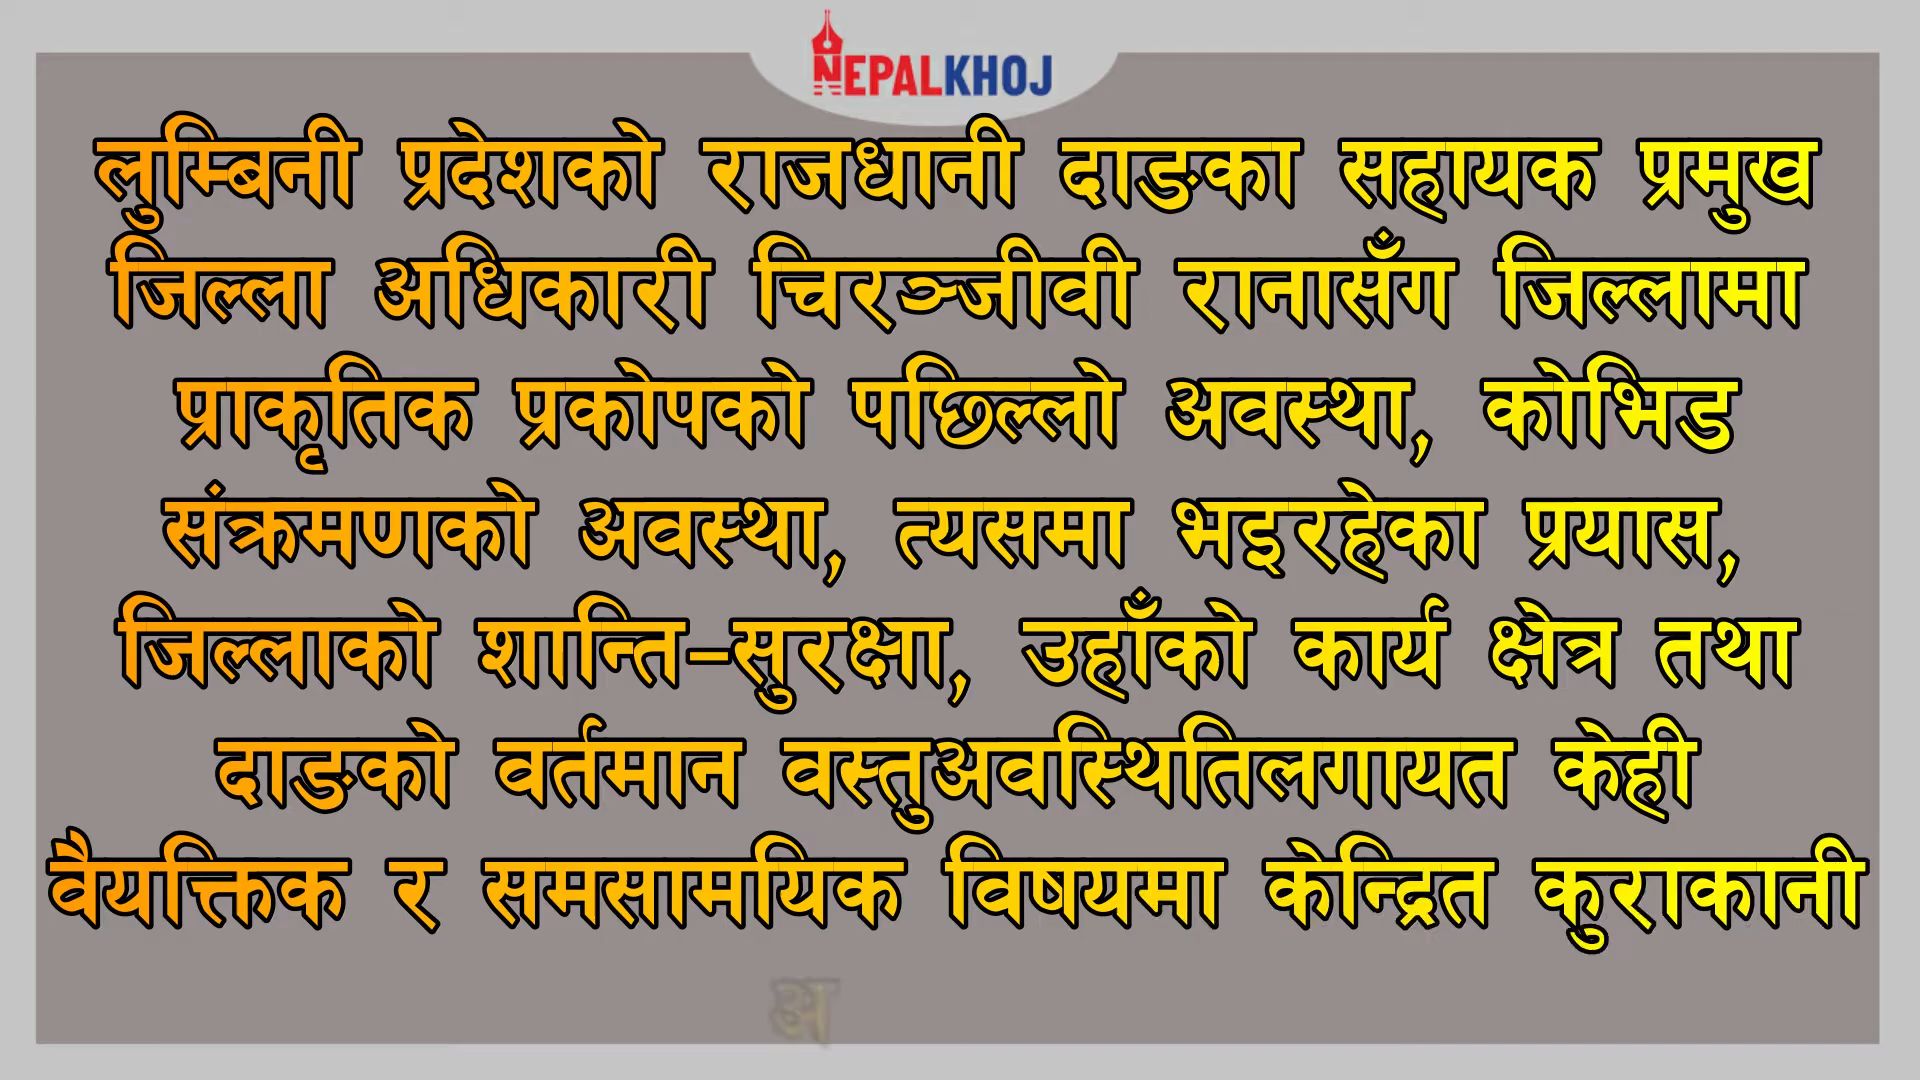 NEPALKHOJ
लुम्बिनी प्रदेशको राजधानी दाङका सहायक प्रमुख
जिल्ला अधिकारी चिरञ्जीवी रानासँग जिल्लामा
प्राकृतिक प्रकोपको पछिल्लो अवस्था, कोभिड
संक्रमणको अवस्था, त्यसमा भइरहेका प्रयास,
जिल्लाको शान्ति–सुरक्षा, उहाँको कार्य क्षेत्र तथा
दाङको वर्तमान वस्तुअवस्थितिलगायत केही
वैयक्तिक र समसामयिक विषयमा केन्द्रित कुराकानी
अ